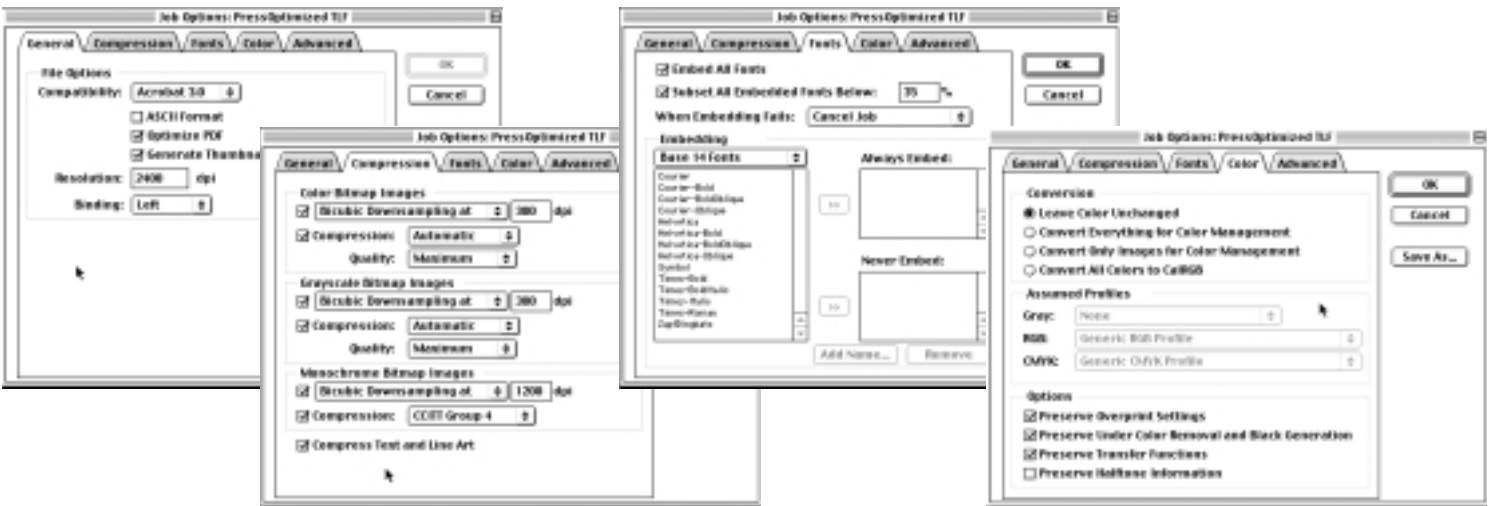 Job Options: PressOptimized TLF
General Compression Fonts Color Advanced
File Options
Compatibility: Acrobat 3.0
ASCII Format
Optimize PDF
Generate Thumbna
Resolution: 2400 dpi
Binding: Left
OK
Cancel
Job Options: PressOptimized TLF
General Compression Fonts Color Advanced
Color Bitmap Images
Bicubic Downsampling at 300 dpi
Compression: Automatic
Quality: Maximum
Grayscale Bitmap Images
Bicubic Downsampling at 300 dpi
Compression: Automatic
Quality: Maximum
Monochrome Bitmap Images
Bicubic Downsampling at 1200 dpi
Compression: CCITT Group 4
Compress Text and Line Art
Job Options: PressOptimized TLF
General Compression Fonts Color Advanced
Embed All Fonts
Subset All Embedded Fonts Below: 35 %
When Embedding Fails: Cancel Job
Embedding
Base 14 Fonts
Courier
Courier-Bold
Courier-BoldOblique
Courier-Oblique
Helvetica
Helvetica-Bold
Helvetica-BoldOblique
Helvetica-Oblique
Symbol
Times-Bold
Times-BoldItalic
Times-Italic
Times-Roman
ZapfDingbats
Always Embed:
>>
Never Embed:
>>
Add Name... Remove
OK
Cancel
Job Options: PressOptimized TLF
General Compression Fonts Color Advanced
Conversion
Leave Color Unchanged
Convert Everything for Color Management
Convert Only Images for Color Management
Convert All Colors to CalRGB
Assumed Profiles
Gray: None
RGB: Generic RGB Profile
CMYK: Generic CMYK Profile
Options
Preserve Overprint Settings
Preserve Under Color Removal and Black Generation
Preserve Transfer Functions
Preserve Halftone Information
OK
Cancel
Save As...